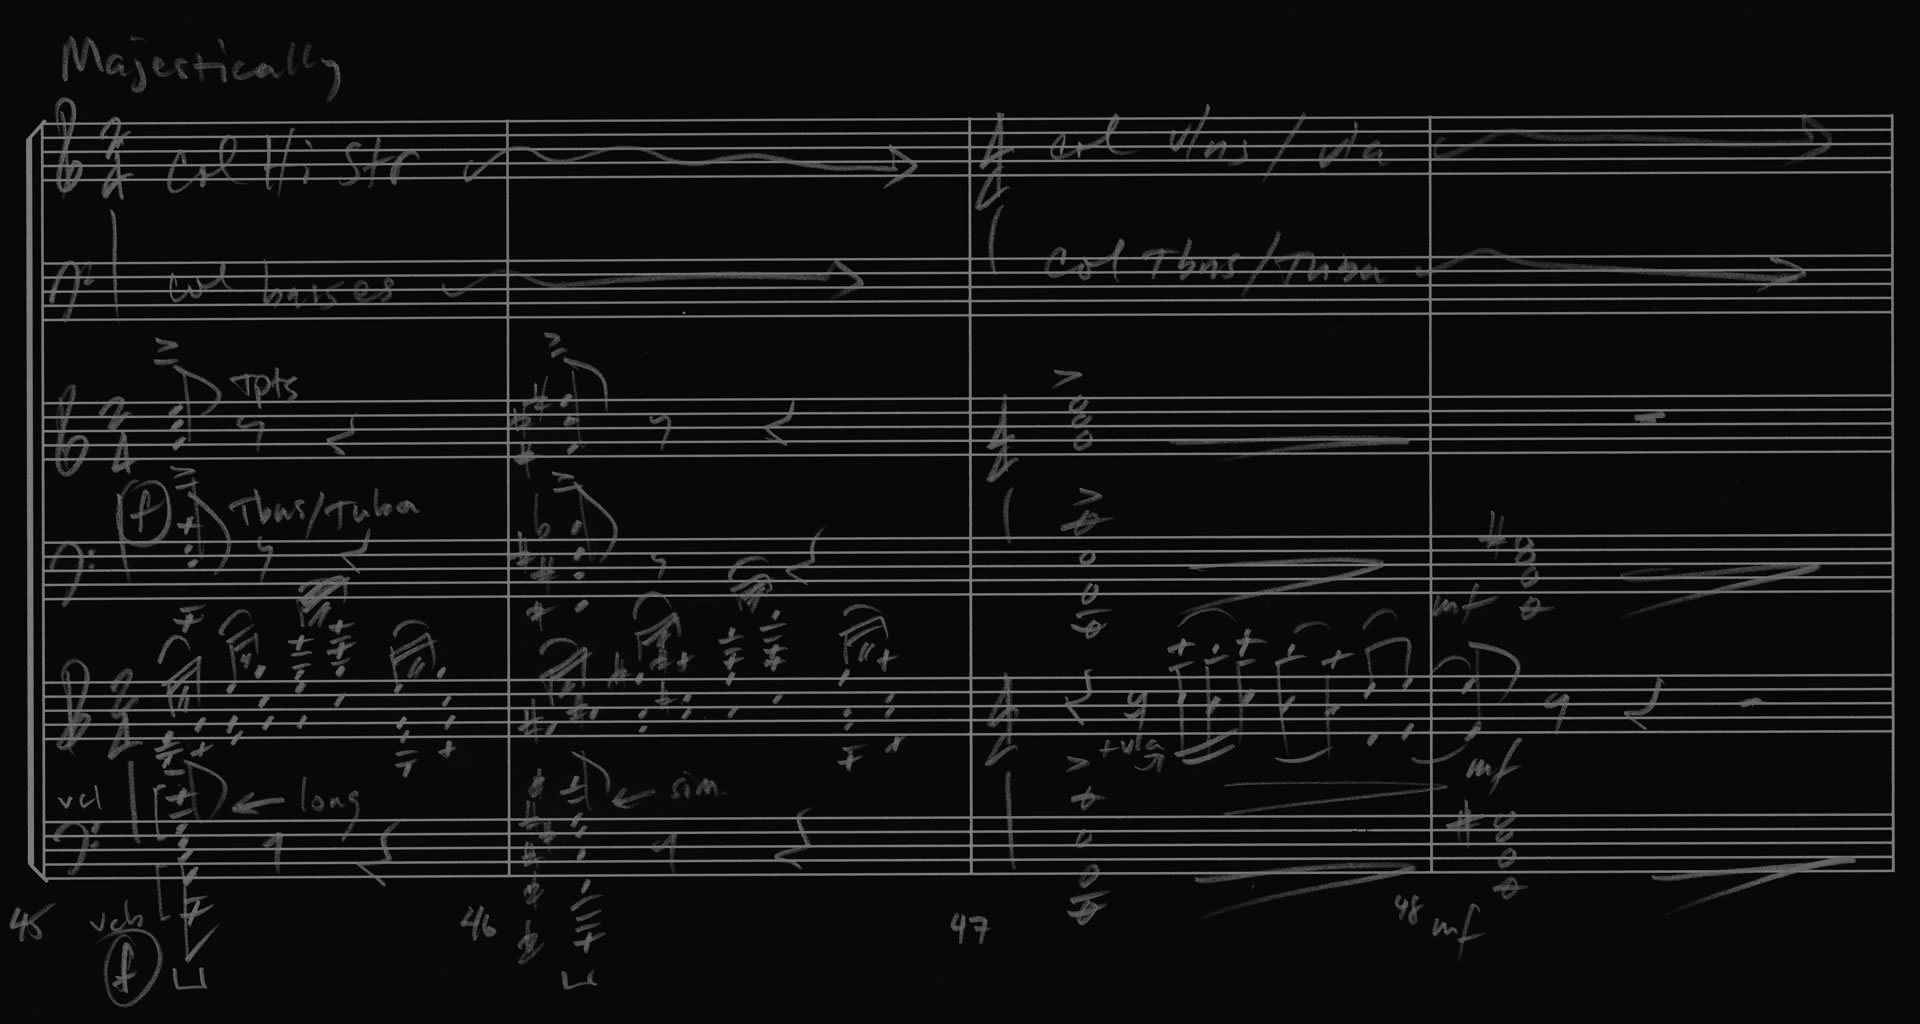 Majestically
col Hi Str
col vlns/vla
col basses
col Tbns/Tuba
Tpts
f Tbns/Tuba
mf
+vla
mf
vcl
long
sim
45
vcb
46
47
48 mf
f